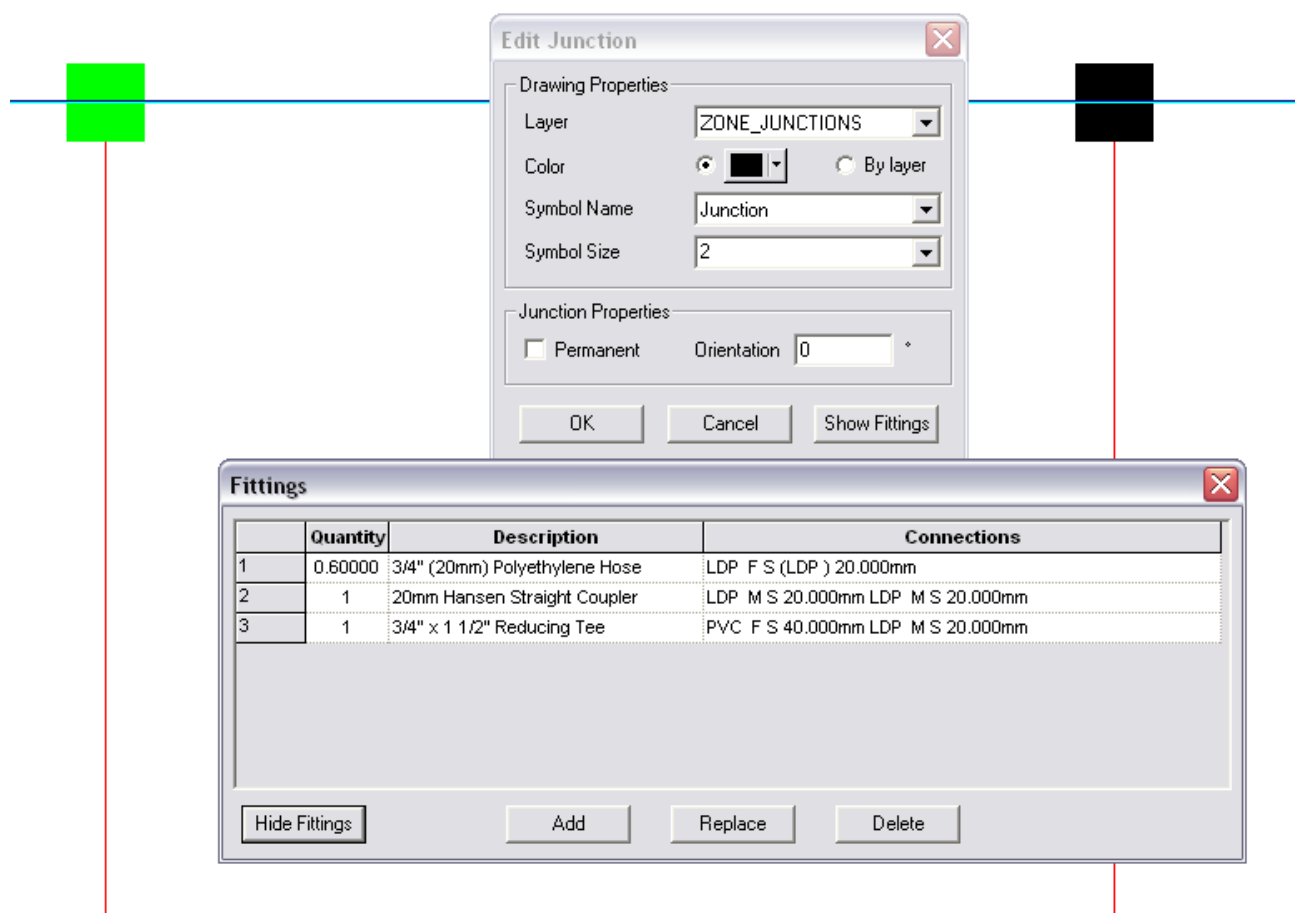 Edit Junction
Drawing Properties
Layer ZONE_JUNCTIONS
Color By layer
Symbol Name Junction
Symbol Size 2
Junction Properties
Permanent Orientation 0 °
OK Cancel Show Fittings
Fittings
Quantity Description Connections
1 0.60000 3/4" (20mm) Polyethylene Hose LDP F S (LDP ) 20.000mm
2 1 20mm Hansen Straight Coupler LDP M S 20.000mm LDP M S 20.000mm
3 1 3/4" x 1 1/2" Reducing Tee PVC F S 40.000mm LDP M S 20.000mm
Hide Fittings Add Replace Delete